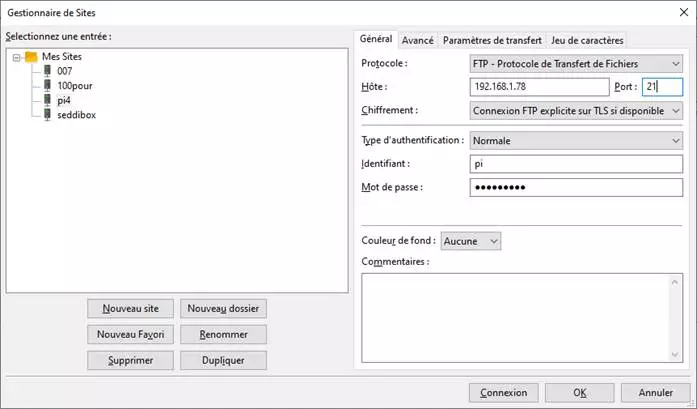 Gestionnaire de Sites
Selectionnez une entrée :
Mes Sites
007
100pour
pi4
seddibox
Nouveau site
Nouveau dossier
Nouveau Favori
Renommer
Supprimer
Dupliquer
Général
Avancé
Paramètres de transfert
Jeu de caractères
Protocole :
FTP - Protocole de Transfert de Fichiers
Hôte :
192.168.1.78
Port :
21
Chiffrement :
Connexion FTP explicite sur TLS si disponible
Type d'authentification :
Normale
Identifiant :
pi
Mot de passe :
●●●●●●●●●
Couleur de fond :
Aucune
Commentaires :
Connexion
OK
Annuler